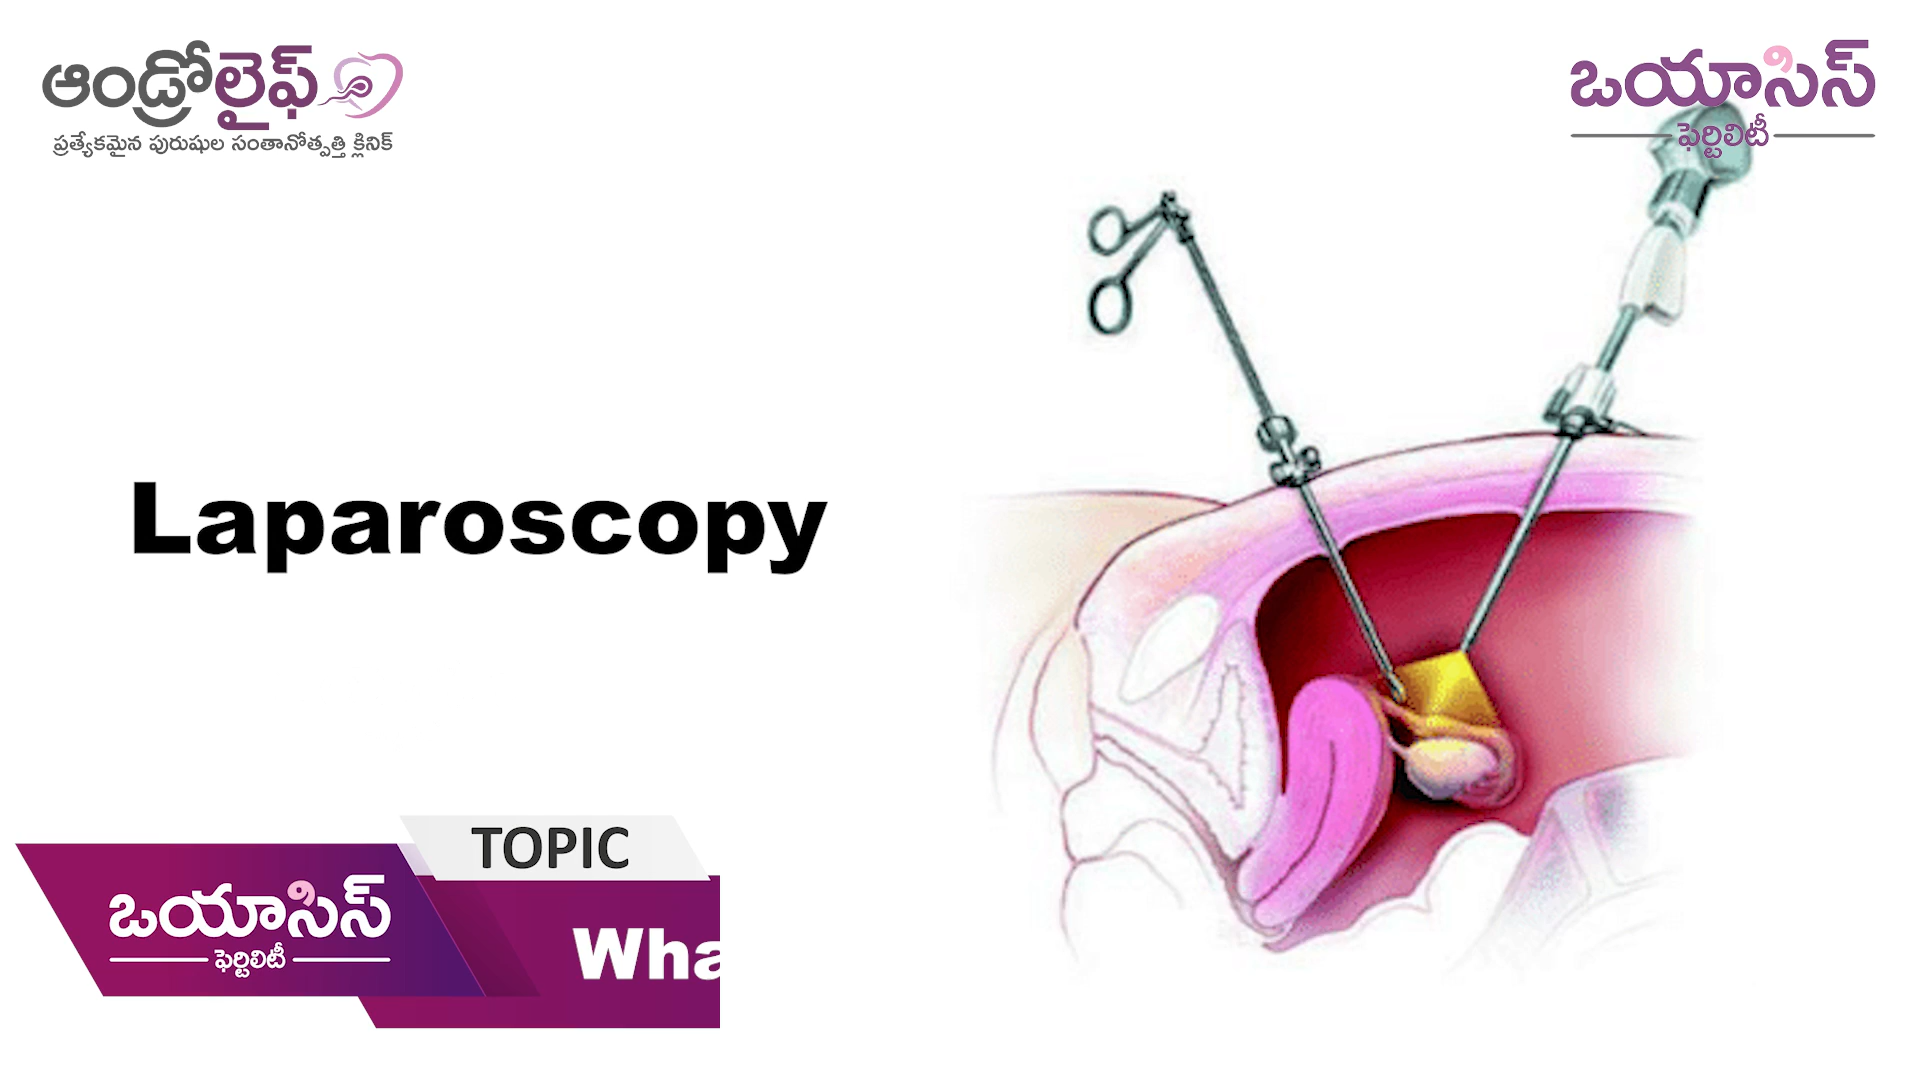 ఆండ్రోలైఫ్
ప్రత్యేకమైన పురుషుల సంతానోత్పత్తి క్లినిక్
ఒయాసిస్
ఫెర్టిలిటీ
Laparoscopy
TOPIC
ఒయాసిస్
ఫెర్టిలిటీ